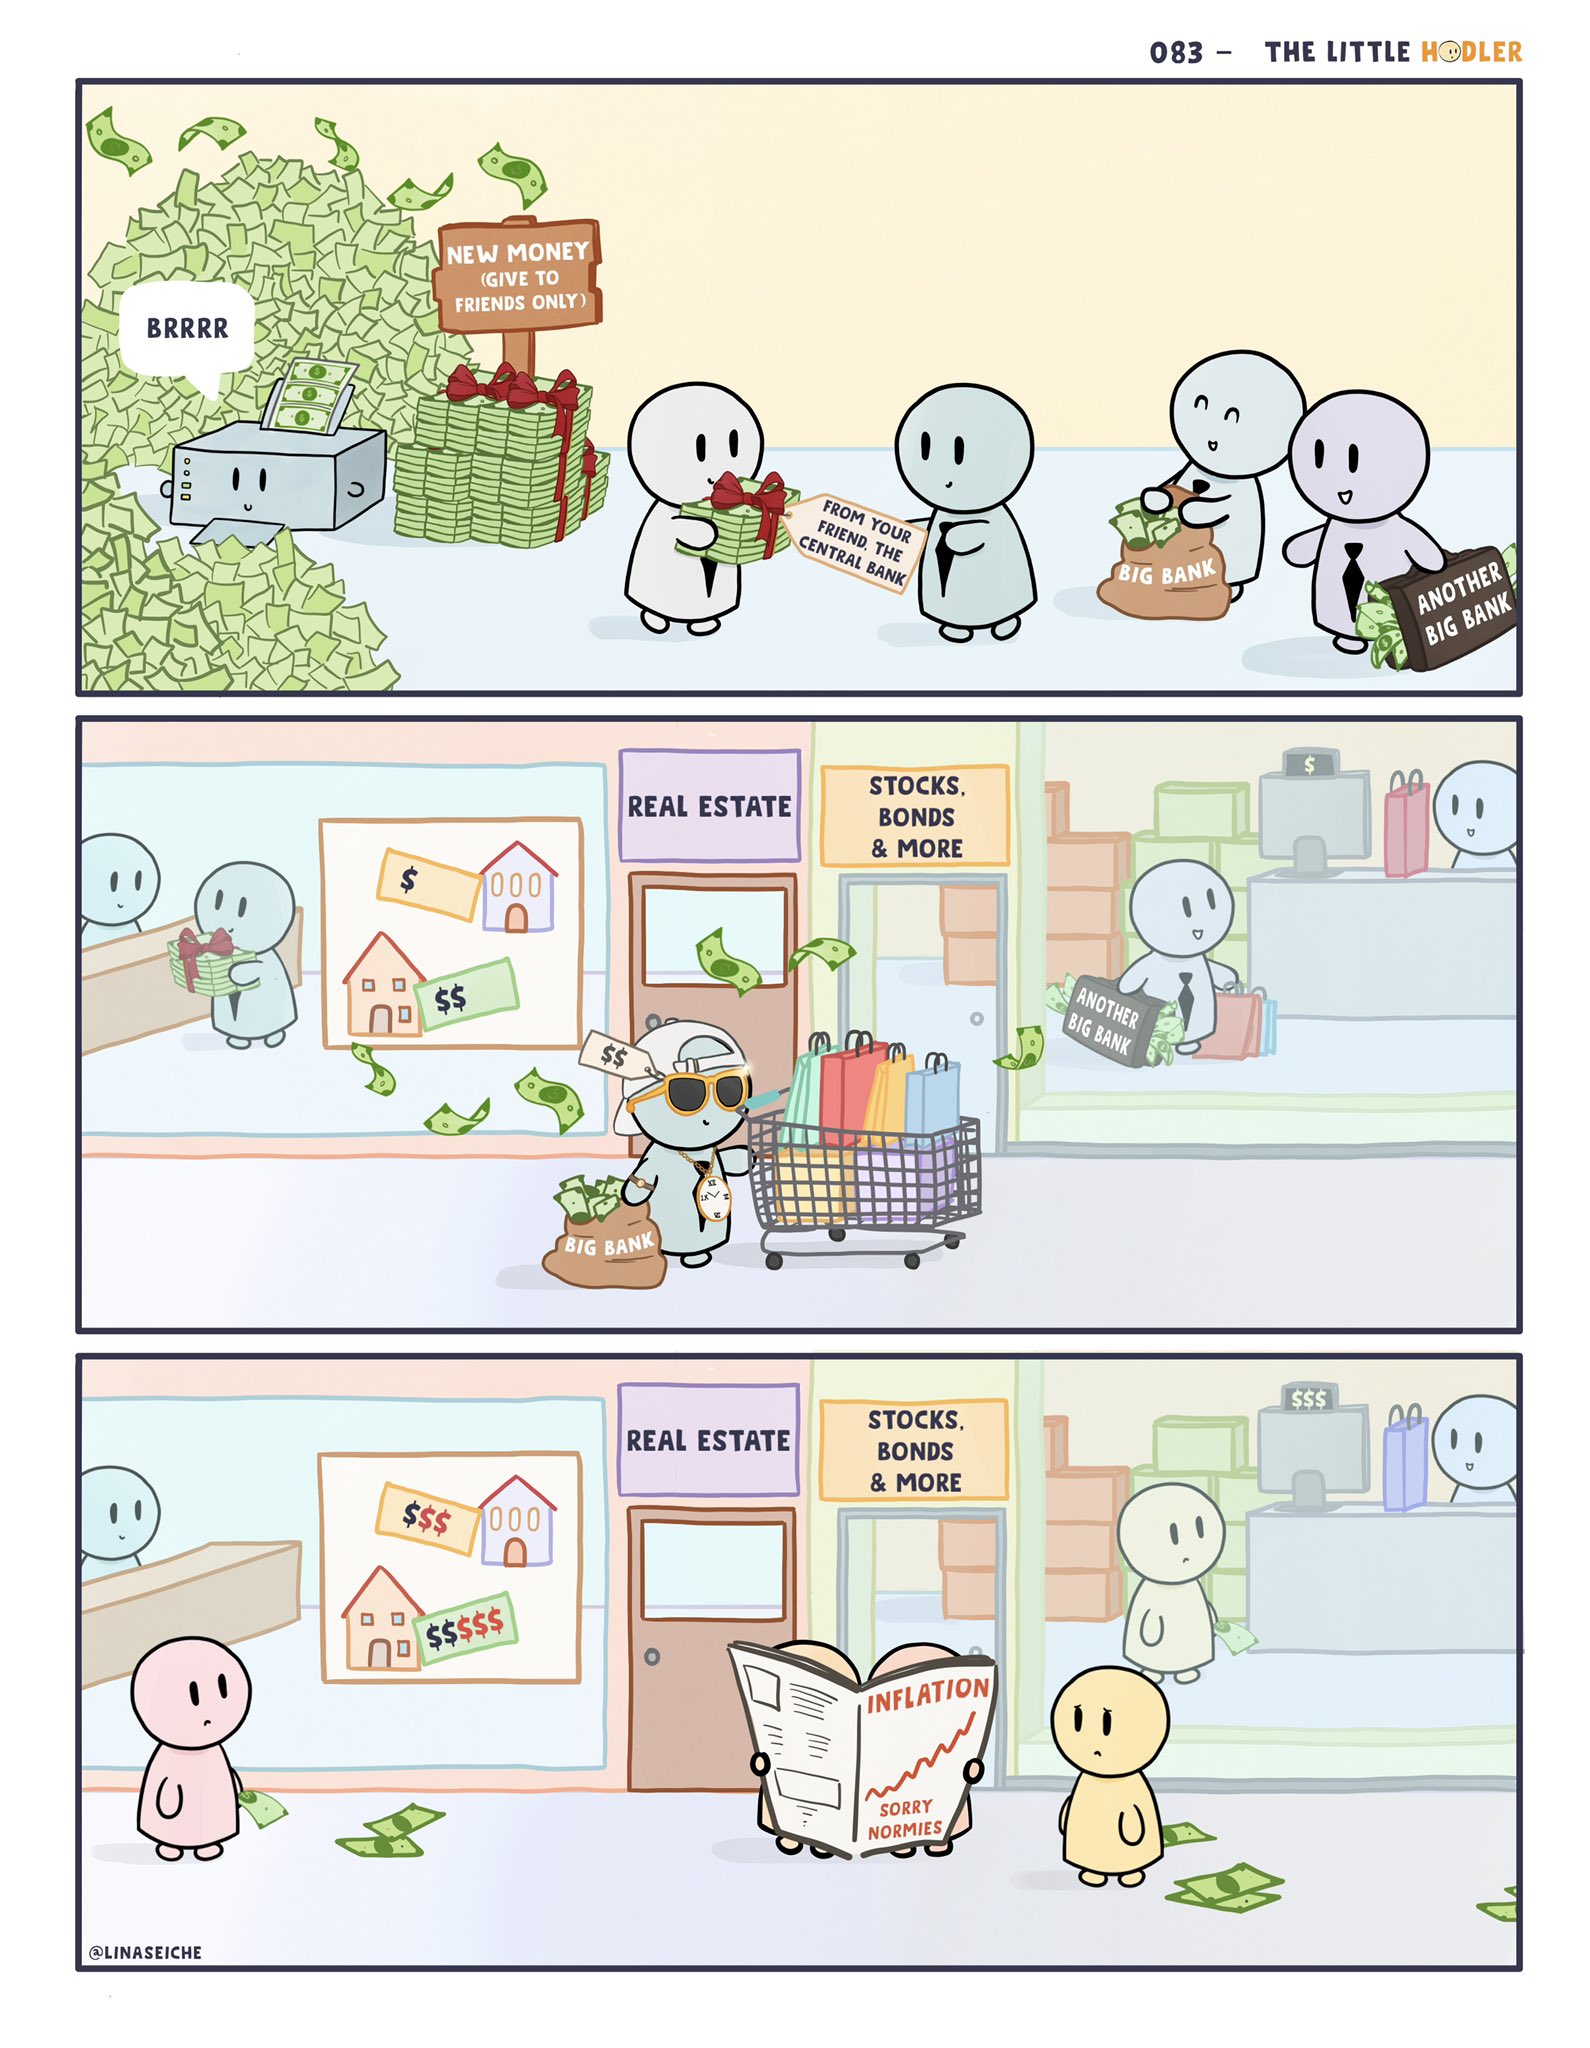 083 – THE LITTLE HODLER
BRRRR
NEW MONEY
(GIVE TO
FRIENDS ONLY)
FROM YOUR
FRIEND, THE
CENTRAL BANK
BIG BANK
ANOTHER
BIG BANK
REAL ESTATE
STOCKS,
BONDS
& MORE
$
$
$$
ANOTHER
BIG BANK
$$
BIG BANK
REAL ESTATE
STOCKS,
BONDS
& MORE
$$$
$$$
$$$$$
INFLATION
SORRY
NORMIES
@LINASEICHE